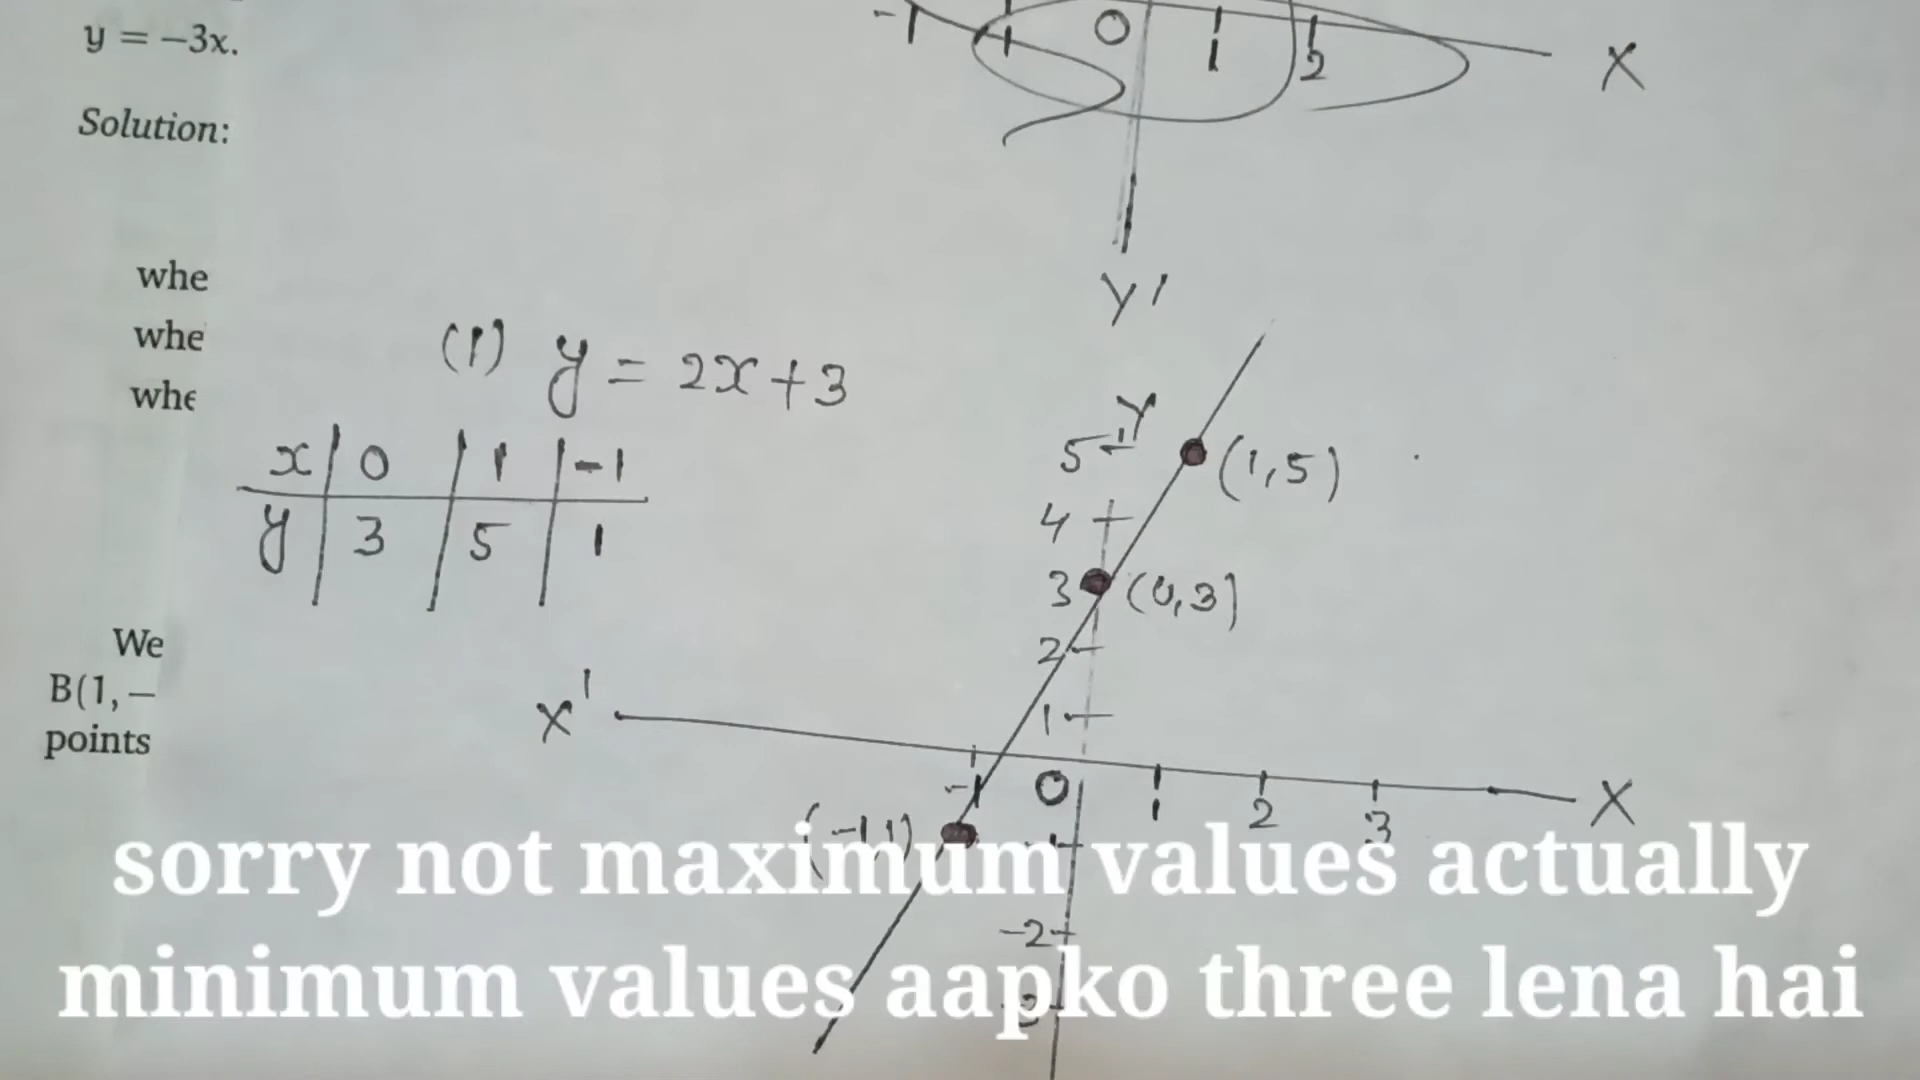 y = −3x.
-1 1 0 1 2 X
Solution:
Y'
whe
whe
whe
(1) y = 2x+3
x 0 1 -1
y 3 5 1
Y
5 (1,5)
4
3 (0,3)
2
1
X' -1 0 1 2 3 X
(-1,1) -1
-2
We
B(1, −
points
sorry not maximum values actually
minimum values aapko three lena hai